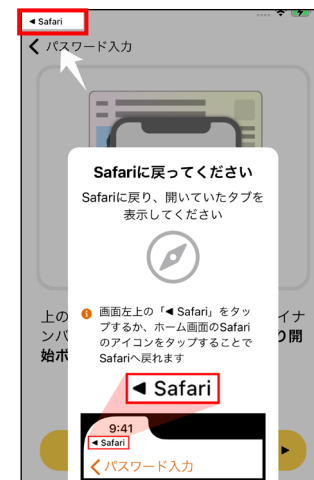 ◀ Safari
パスワード入力
Safariに戻ってください
Safariに戻り、開いていたタブを
表示してください
上の
イナ
ンバ
り開
始ボ
画面左上の「◀ Safari」をタッ
プするか、ホーム画面のSafari
のアイコンをタップすることで
Safariへ戻れます
◀ Safari
9:41
◀ Safari
パスワード入力